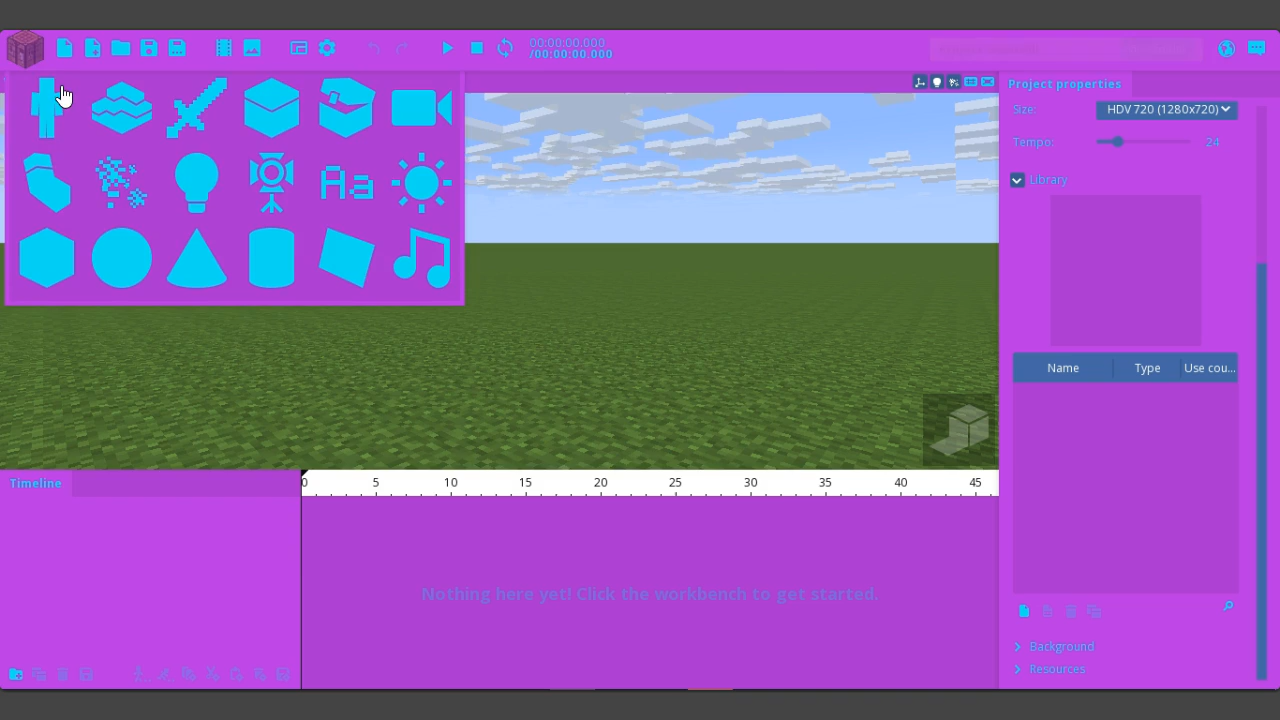 00:00:00.000
/00:00:00.000
Project properties
Size:
HDV 720 (1280x720)
Tempo:
24
Library
Name
Type
Use cou...
Aa
Timeline
0
5
10
15
20
25
30
35
40
45
Nothing here yet! Click the workbench to get started.
Background
Resources